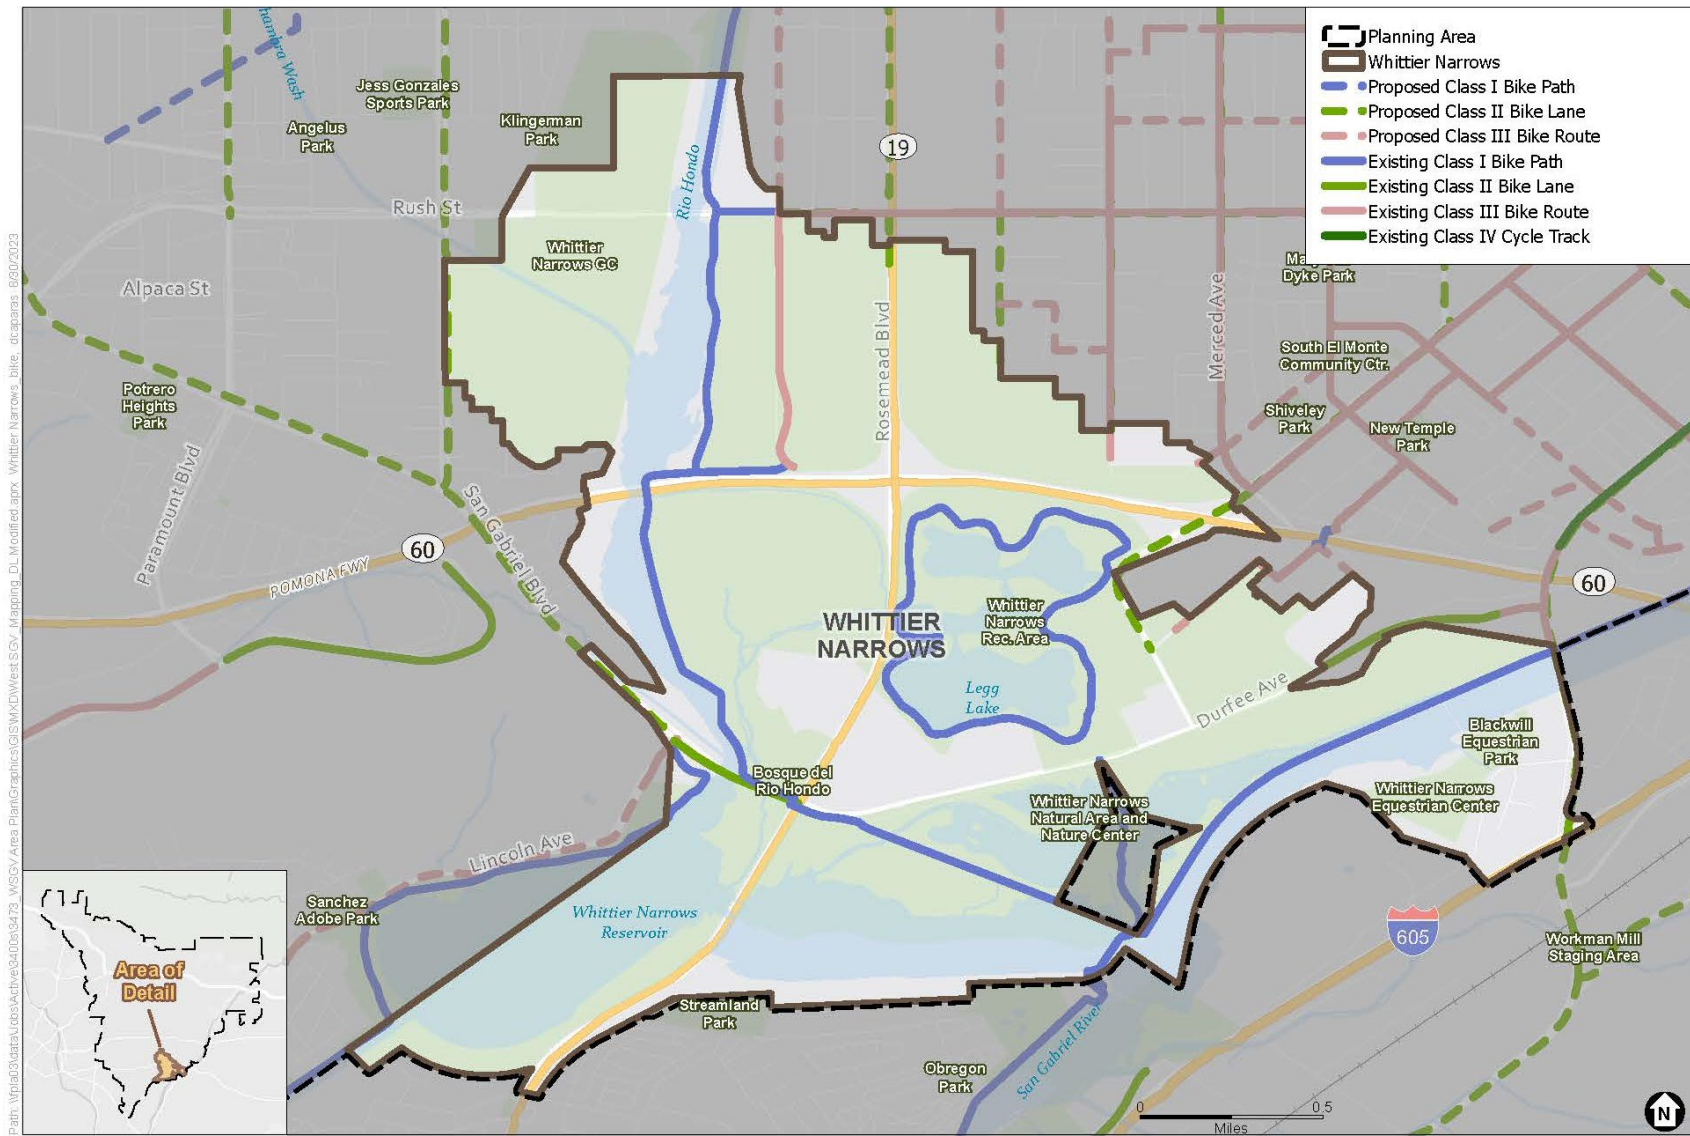 Planning Area
Whittier Narrows
Proposed Class I Bike Path
Proposed Class II Bike Lane
Proposed Class III Bike Route
Existing Class I Bike Path
Existing Class II Bike Lane
Existing Class III Bike Route
Existing Class IV Cycle Track
Wash
Jess Gonzales
Sports Park
Angelus
Park
Klingerman
Park
19
Rio Hondo
Rush St
Whittier
Narrows GC
Alpaca St
Dyke Park
Merced Ave
Rosemead Blvd
South El Monte
Community Ctr.
Potrero
Heights
Park
Shiveley
Park
New Temple
Park
Paramount Blvd
San Gabriel Blvd
60
POMONA FWY
60
WHITTIER
NARROWS
Whittier
Narrows
Rec. Area
Legg
Lake
Durfee Ave
Blackwill
Equestrian
Park
Bosque del
Rio Hondo
Whittier Narrows
Natural Area and
Nature Center
Whittier Narrows
Equestrian Center
Lincoln Ave
Sanchez
Adobe Park
Whittier Narrows
Reservoir
605
Workman Mill
Staging Area
Area of
Detail
Streamland
Park
Obregon
Park
San Gabriel River
0
0.5
Miles
N